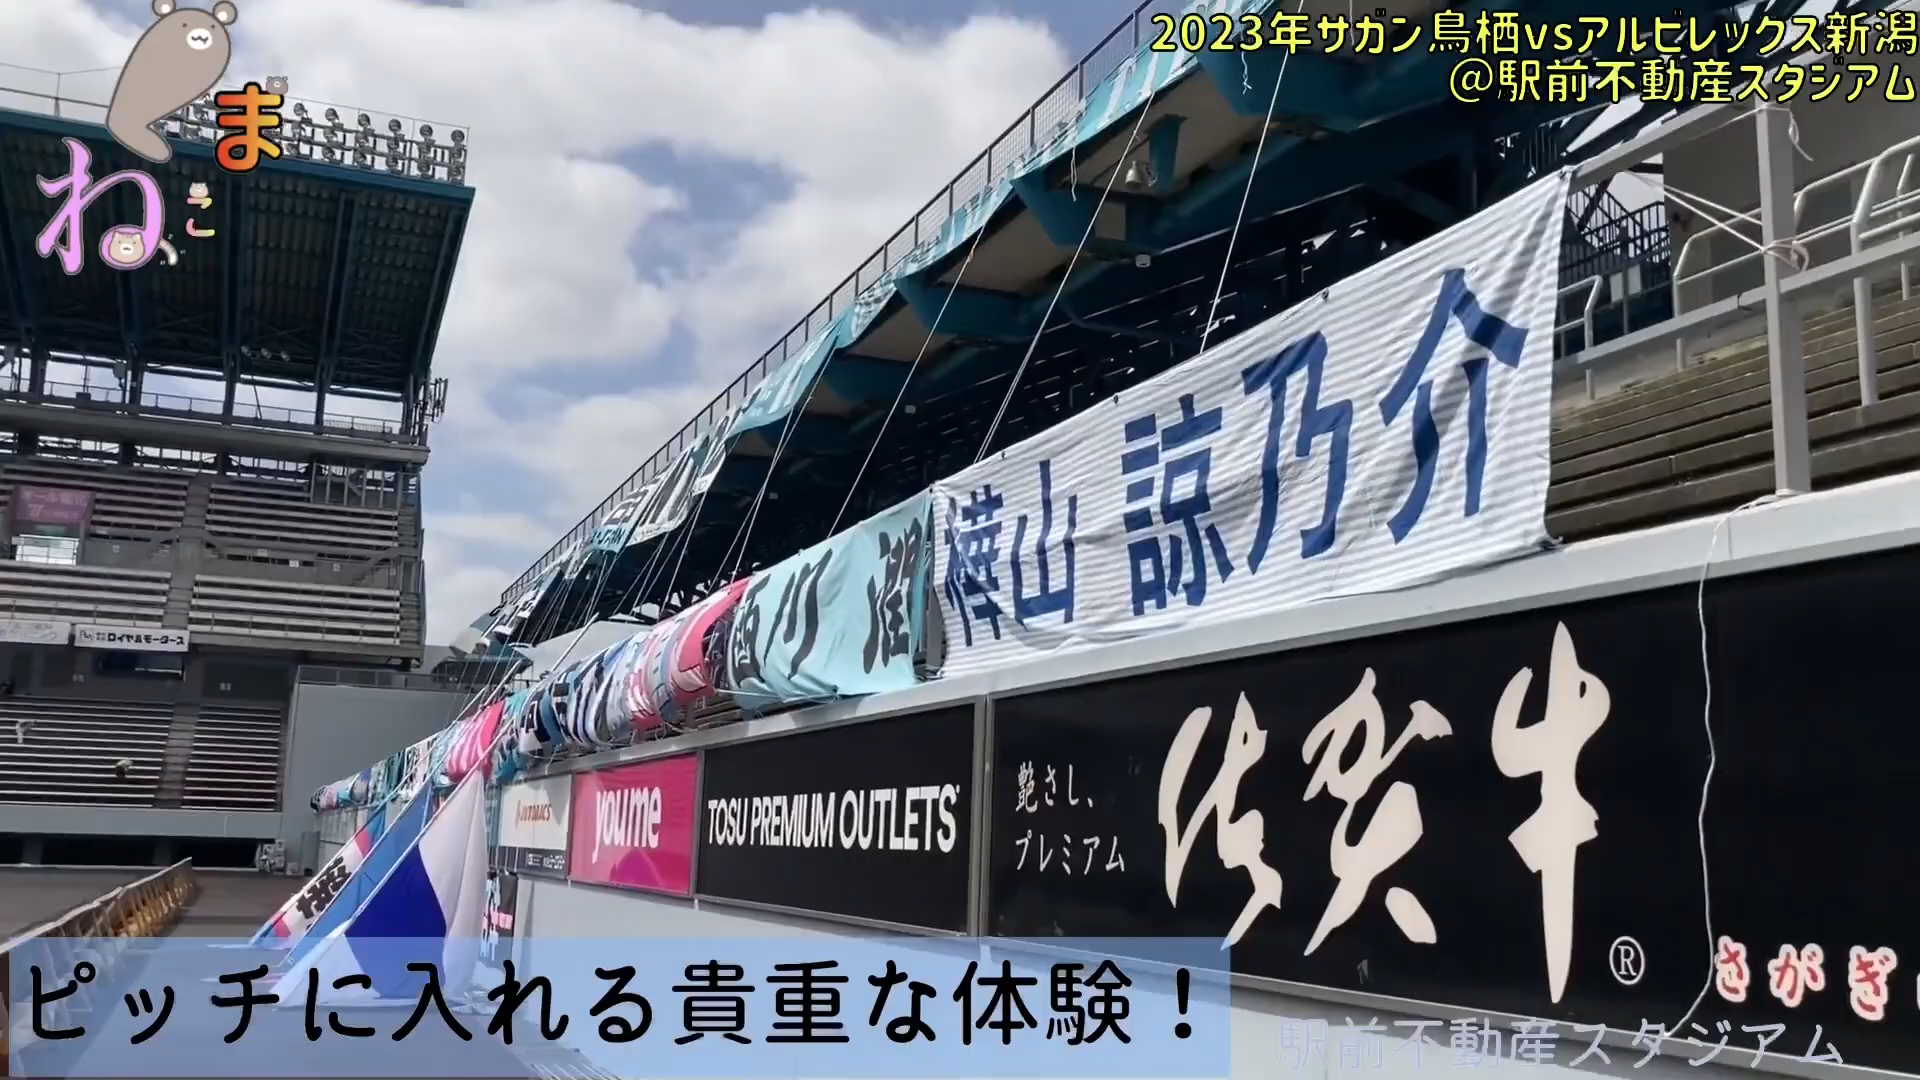 2023年サガン鳥栖vsアルビレックス新潟
@駅前不動産スタジアム
ま
ね
こ
ロイヤルモータース
樺山 諒乃介
西川 潤
AUTOBACS
youme
TOSU PREMIUM OUTLETS
艶さし、
プレミアム
佐賀牛
®
さがぎ
ピッチに入れる貴重な体験！
駅前不動産スタジアム